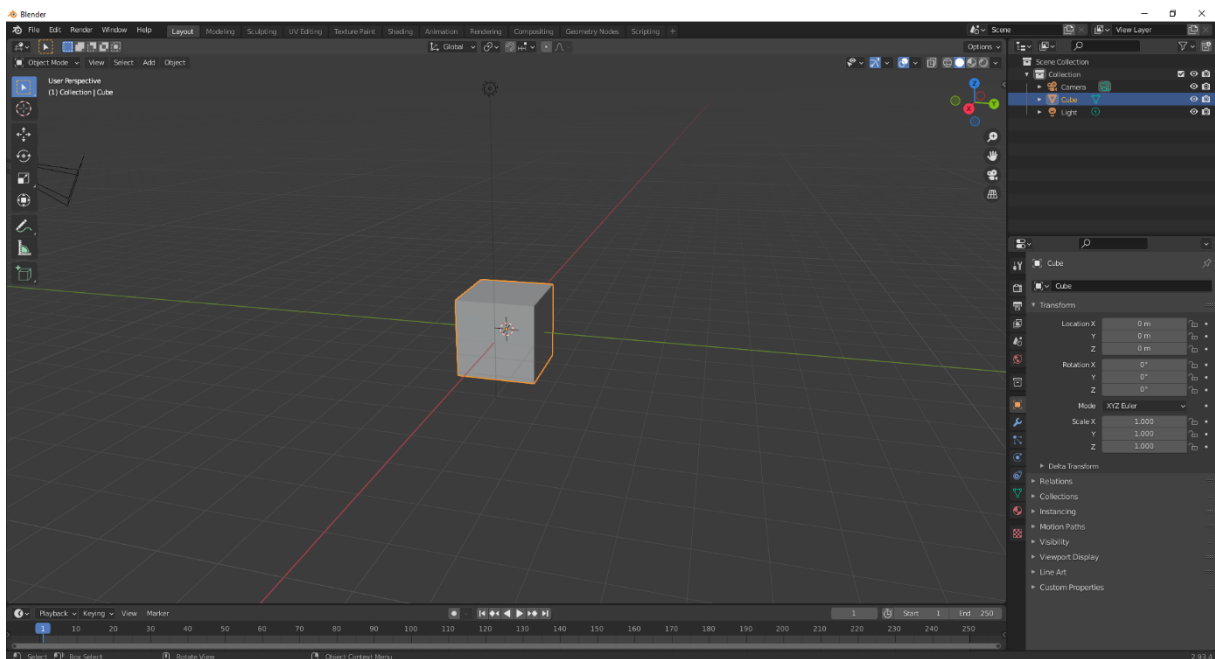 Blender
File Edit Render Window Help Layout Modeling Sculpting UV Editing Texture Paint Shading Animation Rendering Compositing Geometry Nodes Scripting + Scene View Layer
Global Options
Object Mode View Select Add Object
User Perspective
(1) Collection | Cube
Z
Y
X
Scene Collection
Collection
Camera
Cube
Light
Cube
Cube
Transform
Location X 0 m
Y 0 m
Z 0 m
Rotation X 0°
Y 0°
Z 0°
Mode XYZ Euler
Scale X 1.000
Y 1.000
Z 1.000
Delta Transform
Relations
Collections
Instancing
Motion Paths
Visibility
Viewport Display
Line Art
Custom Properties
Playback Keying View Marker 1 Start 1 End 250
1 10 20 30 40 50 60 70 80 90 100 110 120 130 140 150 160 170 180 190 200 210 220 230 240 250
Select Box Select Rotate View Object Context Menu 2.93.4